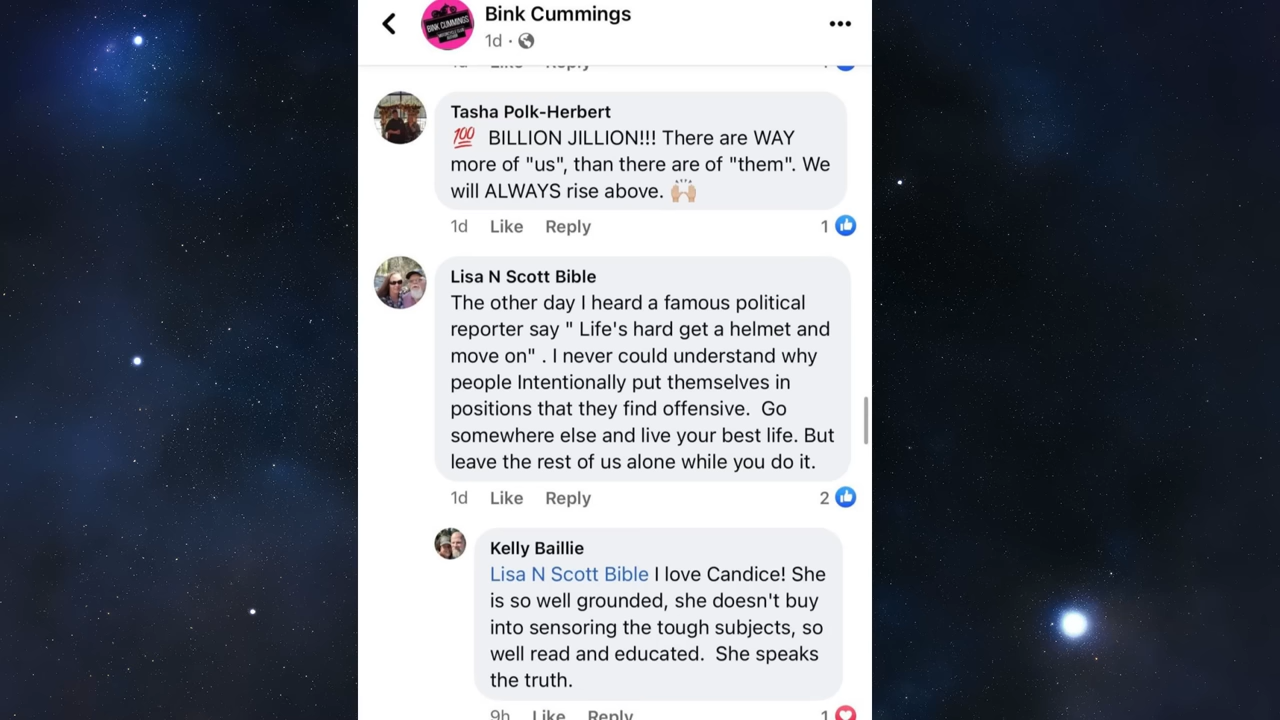 Bink Cummings
BINK CUMMINGS
1d ·
1d Like Reply 1
Tasha Polk-Herbert
💯 BILLION JILLION!!! There are WAY
more of "us", than there are of "them". We
will ALWAYS rise above. 🙌🏼
1d Like Reply 1
Lisa N Scott Bible
The other day I heard a famous political
reporter say " Life's hard get a helmet and
move on" . I never could understand why
people Intentionally put themselves in
positions that they find offensive.  Go
somewhere else and live your best life. But
leave the rest of us alone while you do it.
1d Like Reply 2
Kelly Baillie
Lisa N Scott Bible I love Candice! She
is so well grounded, she doesn't buy
into sensoring the tough subjects, so
well read and educated.  She speaks
the truth.
9h Like Reply 1